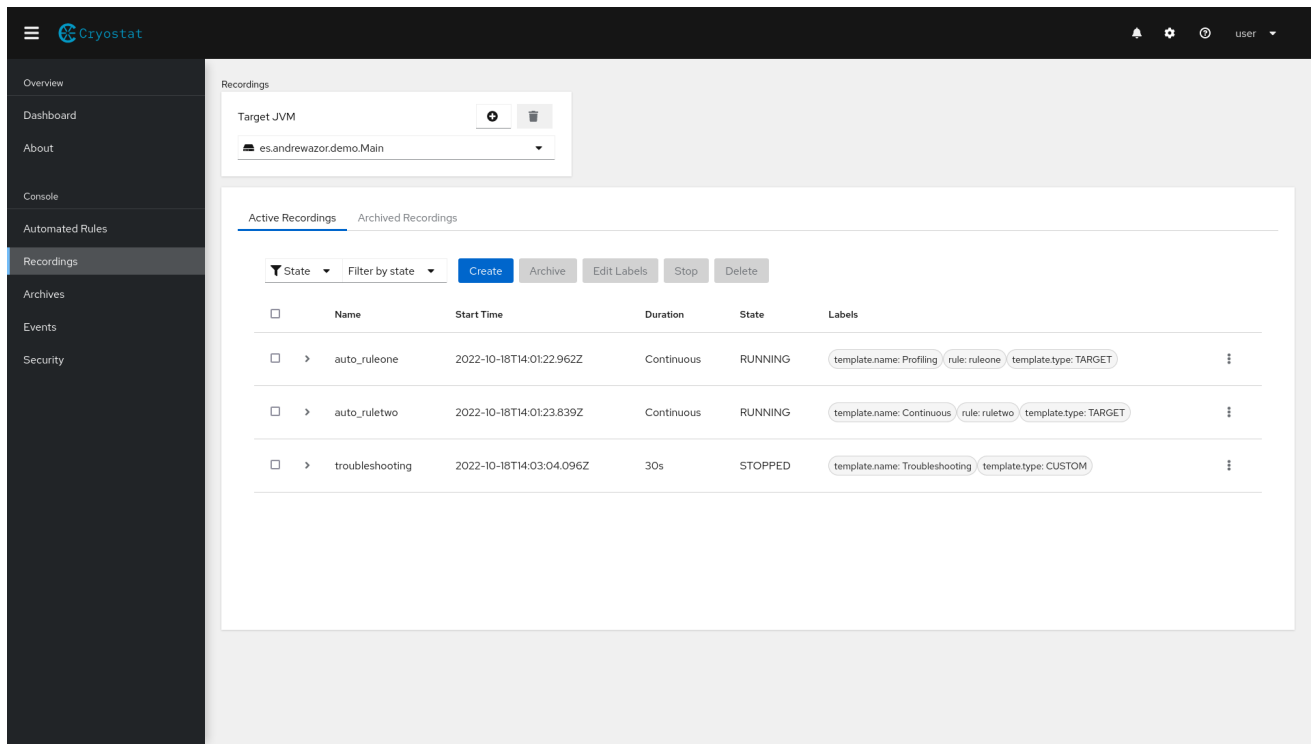 Cryostat
user
Overview
Dashboard
About
Console
Automated Rules
Recordings
Archives
Events
Security
Recordings
Target JVM
es.andrewazor.demo.Main
Active Recordings Archived Recordings
State Filter by state Create Archive Edit Labels Stop Delete
Name Start Time Duration State Labels
auto_ruleone 2022-10-18T14:01:22.962Z Continuous RUNNING template.name: Profiling rule: ruleone template.type: TARGET
auto_ruletwo 2022-10-18T14:01:23.839Z Continuous RUNNING template.name: Continuous rule: ruletwo template.type: TARGET
troubleshooting 2022-10-18T14:03:04.096Z 30s STOPPED template.name: Troubleshooting template.type: CUSTOM